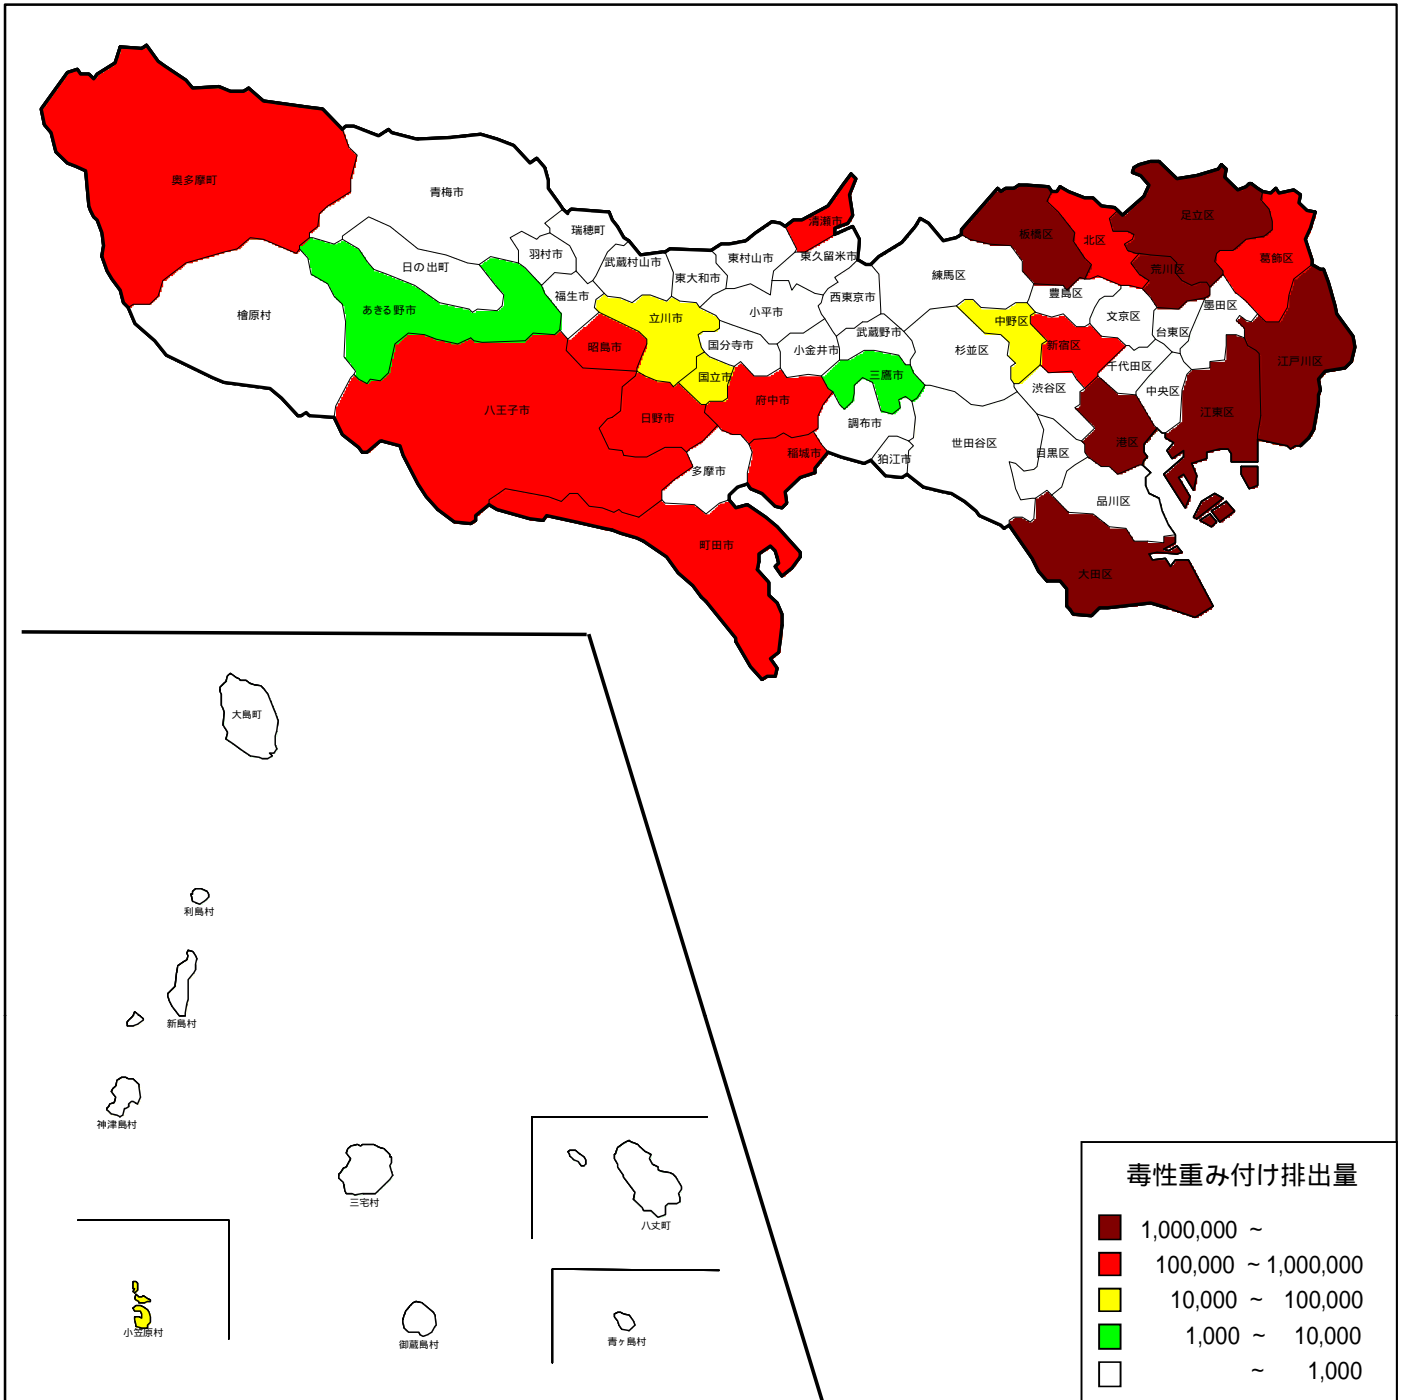 奥多摩町
青梅市
檜原村
日の出町
あきる野市
瑞穂町
羽村市
福生市
武蔵村山市
東大和市
東村山市
清瀬市
東久留米市
立川市
昭島市
小平市
西東京市
国分寺市
小金井市
武蔵野市
国立市
三鷹市
八王子市
日野市
府中市
調布市
稲城市
狛江市
多摩市
町田市
練馬区
板橋区
北区
足立区
荒川区
葛飾区
豊島区
文京区
台東区
墨田区
中野区
新宿区
杉並区
千代田区
江戸川区
渋谷区
中央区
江東区
世田谷区
目黒区
港区
品川区
大田区
大島町
利島村
新島村
神津島村
三宅村
八丈町
小笠原村
御蔵島村
青ヶ島村
毒性重み付け排出量
1,000,000 ~
100,000 ~ 1,000,000
10,000 ~ 100,000
1,000 ~ 10,000
~ 1,000